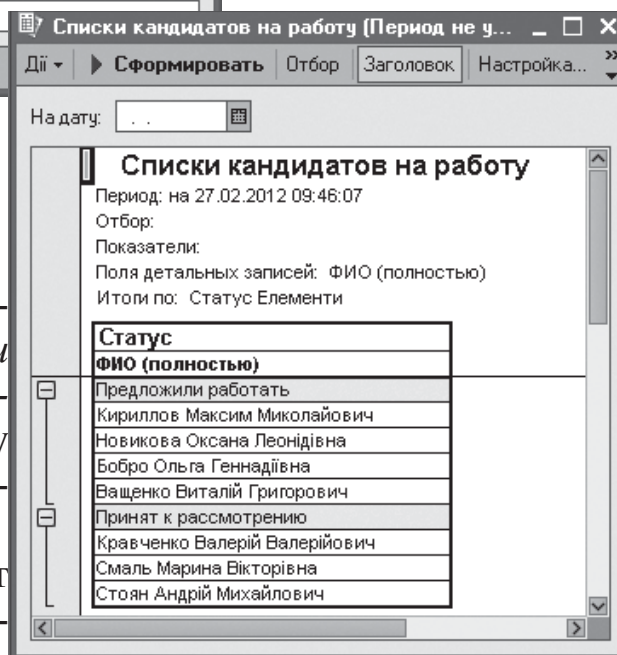 Списки кандидатов на работу (Период не у...
Дії Сформировать Отбор Заголовок Настройка... »
На дату: . .
Списки кандидатов на работу
Период: на 27.02.2012 09:46:07
Отбор:
Показатели:
Поля детальных записей: ФИО (полностью)
Итоги по: Статус Елементи
Статус
ФИО (полностью)
Предложили работать
Кириллов Максим Миколайович
Новикова Оксана Леонідівна
Бобро Ольга Геннадіївна
Ващенко Виталій Григорович
Принят к рассмотрению
Кравченко Валерій Валерійович
Смаль Марина Вікторівна
Стоян Андрій Михайлович